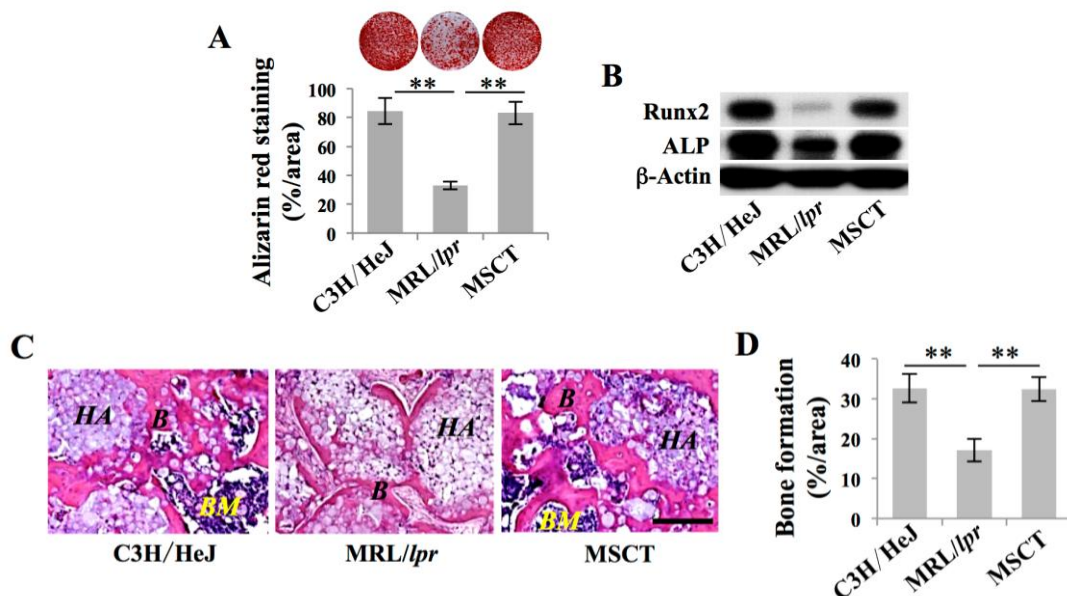 A
Alizarin red staining
(%/area)
100
80
60
40
20
0
** **
C3H/HeJ MRL/lpr MSCT
B
Runx2
ALP
β-Actin
C3H/HeJ MRL/lpr MSCT
C
HA B BM
B HA
B HA BM
C3H/HeJ MRL/lpr MSCT
D
Bone formation
(%/area)
40
30
20
10
0
** **
C3H/HeJ MRL/lpr MSCT